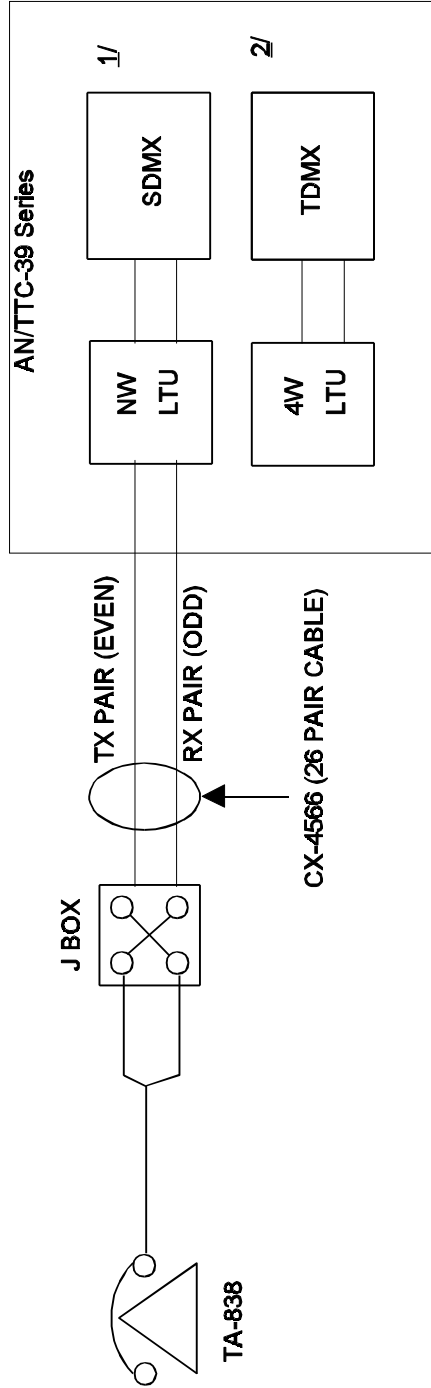 AN/TTC-39 Series
1/
SDMX
NW
LTU
2/
TDMX
4W
LTU
TX PAIR (EVEN)
RX PAIR (ODD)
CX-4566 (26 PAIR CABLE)
J BOX
TA-838